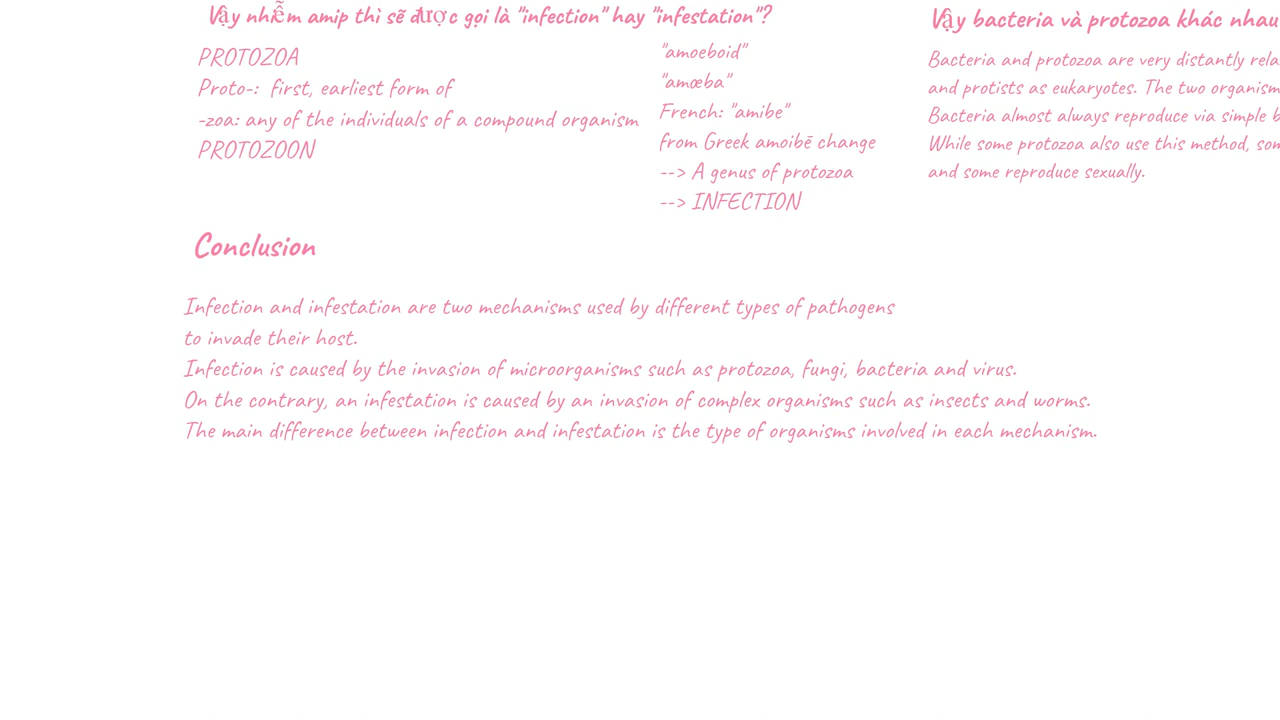 Vậy nhiễm amip thì sẽ được gọi là "infection" hay "infestation"?
PROTOZOA
Proto-: first, earliest form of
-zoa: any of the individuals of a compound organism
PROTOZOON
"amoeboid"
"amœba"
French: "amibe"
from Greek amoibē change
--> A genus of protozoa
--> INFECTION
Vậy bacteria và protozoa khác nhau
Bacteria and protozoa are very distantly
and protists as eukaryotes. The two
Bacteria almost always reproduce via simple
While some protozoa also use this method,
and some reproduce sexually.
Conclusion
Infection and infestation are two mechanisms used by different types of pathogens
to invade their host.
Infection is caused by the invasion of microorganisms such as protozoa, fungi, bacteria and virus.
On the contrary, an infestation is caused by an invasion of complex organisms such as insects and worms.
The main difference between infection and infestation is the type of organisms involved in each mechanism.